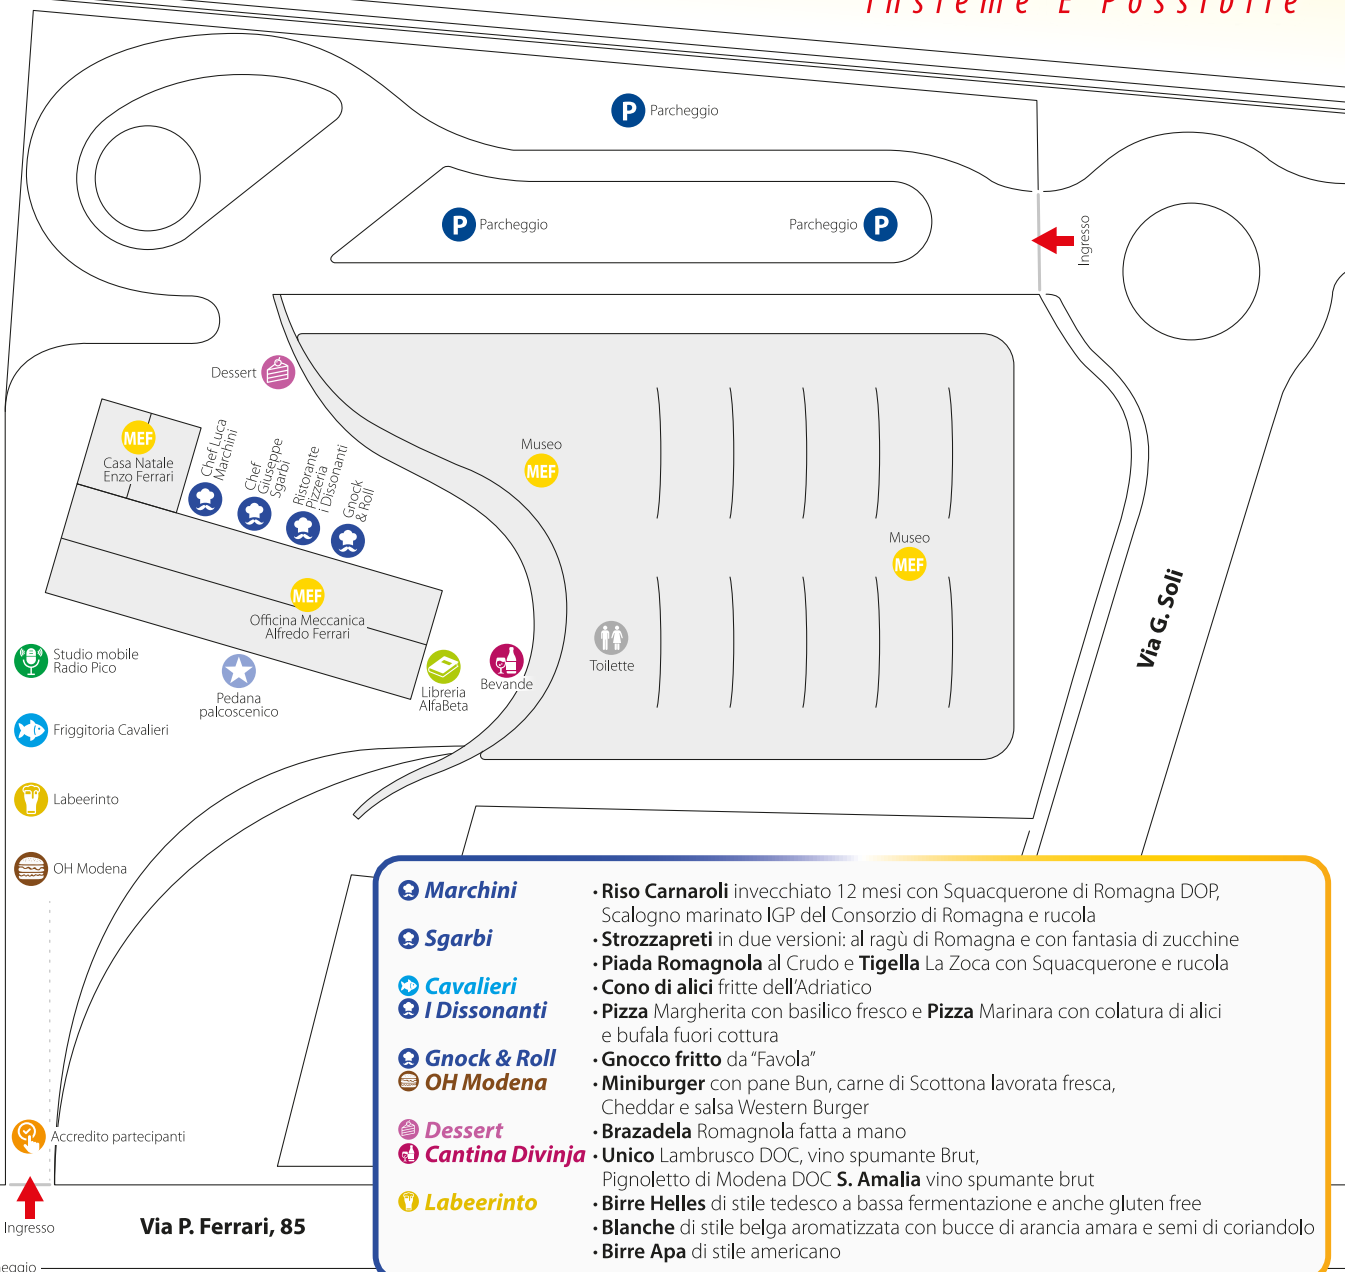 Insieme È Possibile
P Parcheggio
P Parcheggio
Parcheggio P
Ingresso
Dessert
MEF
Casa Natale
Enzo Ferrari
Chef Luca
Marchini
Chef
Giuseppe
Sgarbi
Ristorante
Pizzeria
i Dissonanti
Gnock
& Roll
Museo
MEF
Museo
MEF
MEF
Officina Meccanica
Alfredo Ferrari
Via G. Soli
Toilette
Studio mobile
Radio Pico
Pedana
palcoscenico
Libreria
AlfaBeta
Bevande
Friggitoria Cavalieri
Labeerinto
OH Modena
Accredito partecipanti
Ingresso
Via P. Ferrari, 85
Marchini · Riso Carnaroli invecchiato 12 mesi con Squacquerone di Romagna DOP,
Scalogno marinato IGP del Consorzio di Romagna e rucola
Sgarbi · Strozzapreti in due versioni: al ragù di Romagna e con fantasia di zucchine
· Piada Romagnola al Crudo e Tigella La Zoca con Squacquerone e rucola
Cavalieri · Cono di alici fritte dell'Adriatico
I Dissonanti · Pizza Margherita con basilico fresco e Pizza Marinara con colatura di alici
e bufala fuori cottura
Gnock & Roll · Gnocco fritto da "Favola"
OH Modena · Miniburger con pane Bun, carne di Scottona lavorata fresca,
Cheddar e salsa Western Burger
Dessert · Brazadela Romagnola fatta a mano
Cantina Divinja · Unico Lambrusco DOC, vino spumante Brut,
Pignoletto di Modena DOC S. Amalia vino spumante brut
Labeerinto · Birre Helles di stile tedesco a bassa fermentazione e anche gluten free
· Blanche di stile belga aromatizzata con bucce di arancia amara e semi di coriandolo
· Birre Apa di stile americano